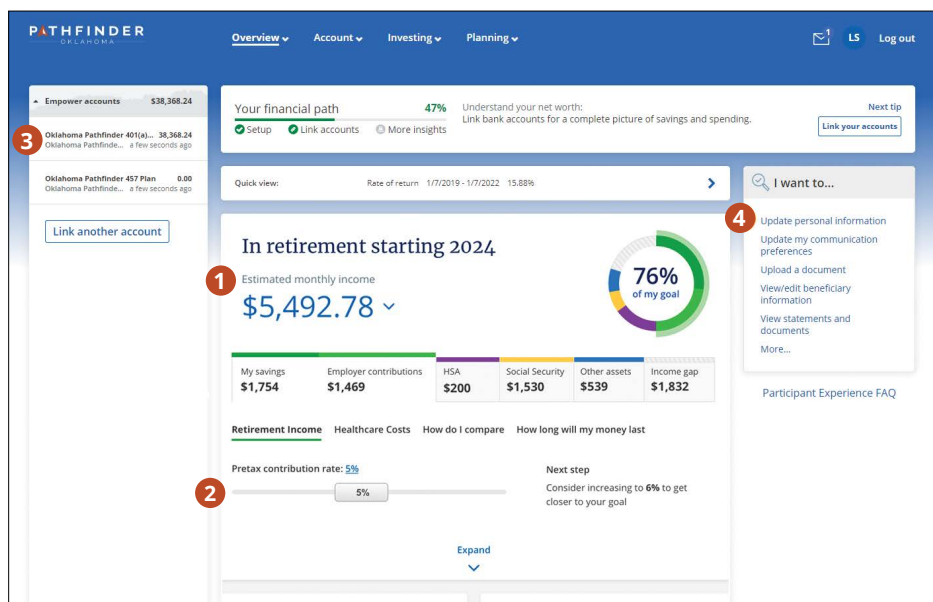 PATHFINDER
OKLAHOMA
Overview
Account
Investing
Planning
1
LS
Log out
Empower accounts $38,368.24
3
Oklahoma Pathfinder 401(a)... 38,368.24
Oklahoma Pathfinde... a few seconds ago
Oklahoma Pathfinder 457 Plan 0.00
Oklahoma Pathfinde... a few seconds ago
Link another account
Your financial path 47%
Setup Link accounts More insights
Understand your net worth:
Link bank accounts for a complete picture of savings and spending.
Next tip
Link your accounts
Quick view: Rate of return 1/7/2019 - 1/7/2022 15.88%
In retirement starting 2024
1
Estimated monthly income
$5,492.78
76%
of my goal
My savings
$1,754
Employer contributions
$1,469
HSA
$200
Social Security
$1,530
Other assets
$539
Income gap
$1,832
Retirement Income Healthcare Costs How do I compare How long will my money last
Pretax contribution rate: 5%
2
5%
Next step
Consider increasing to 6% to get
closer to your goal
Expand
I want to...
4
Update personal information
Update my communication
preferences
Upload a document
View/edit beneficiary
information
View statements and
documents
More...
Participant Experience FAQ